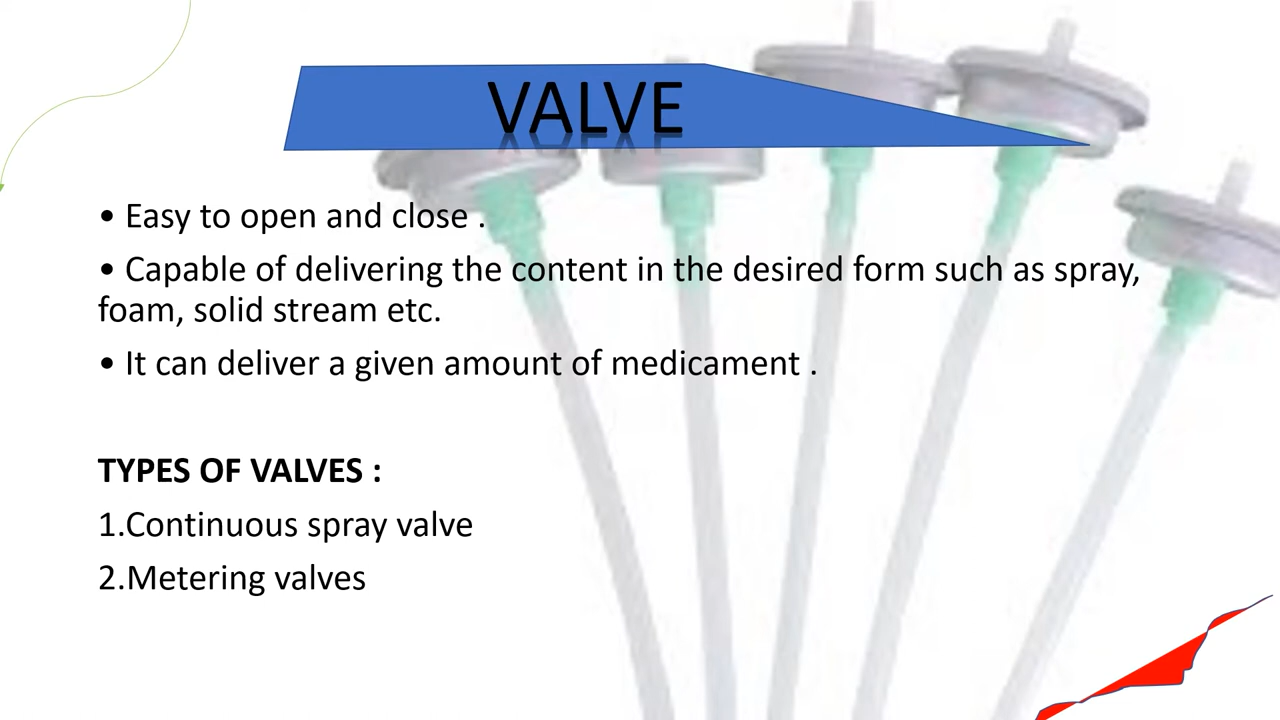 VALVE
• Easy to open and close .
• Capable of delivering the content in the desired form such as spray,
foam, solid stream etc.
• It can deliver a given amount of medicament .
TYPES OF VALVES :
1.Continuous spray valve
2.Metering valves